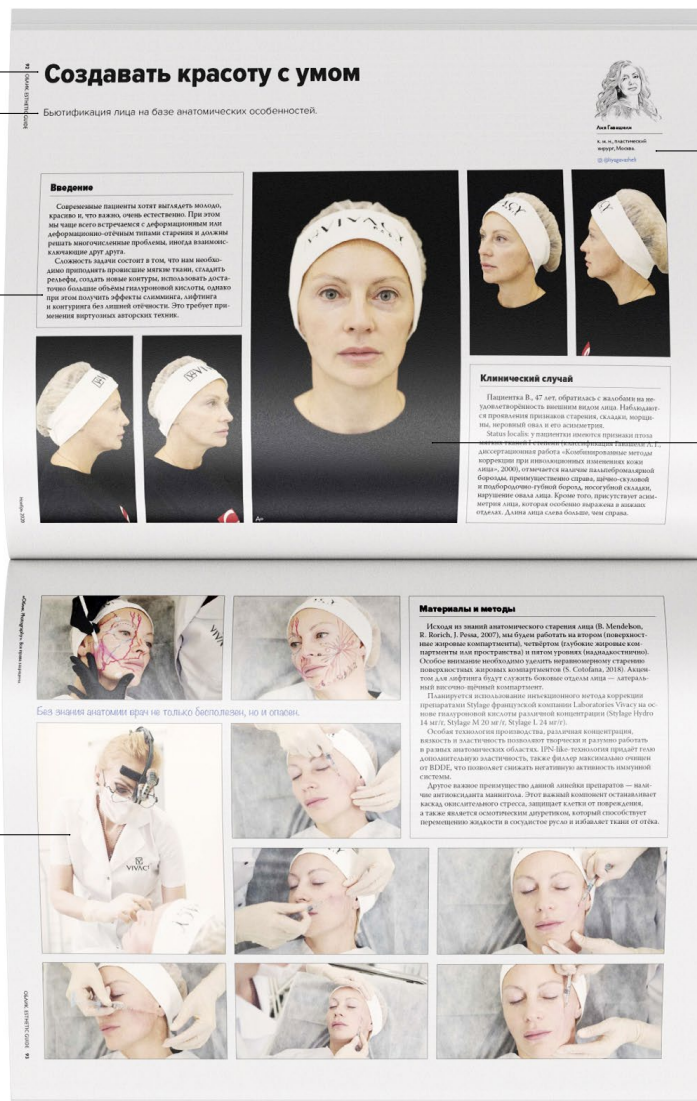 92 ОБЛИК. ESTHETIC GUIDE
Создавать красоту с умом
Бьютификация лица на базе анатомических особенностей.
к. м. н., пластический
хирург, Москва.
Введение
Современные пациенты хотят выглядеть молодо,
красиво и, что важно, очень естественно. При этом
мы чаще всего встречаемся с деформационным или
деформационно-отёчным типами старения и должны
решать многочисленные проблемы, иногда взаимоис-
ключающие друг друга.
Сложность задачи состоит в том, что нам необхо-
димо приподнять провисшие мягкие ткани, сгладить
рельефы, создать новые контуры, использовать доста-
точно большие объёмы гиалуроновой кислоты, однако
при этом получить эффекты слимминга, лифтинга
и контуринга без лишней отёчности. Это требует при-
менения виртуозных авторских техник.
VIVACY
Клинический случай
Пациентка В., 47 лет, обратилась с жалобами на не-
удовлетворённость внешним видом лица. Наблюдают-
ся проявления признаков старения, складки, морщи-
ны, неровный овал и его асимметрия.
Status localis: у пациентки имеются признаки птоза
мягких тканей I степени (классификация Гавашели Л.Г.,
диссертационная работа «Комбинированные методы
коррекции при инволюционных изменениях кожи
лица», 2000), отмечается наличие пальпебромалярной
борозды, преимущественно справа, щёчно-скуловой
и подбородочно-губной борозд, носогубной складки,
нарушение овала лица. Кроме того, присутствует асим-
метрия лица, которая особенно выражена в нижних
отделах. Длина лица слева больше, чем справа.
Материалы и методы
Исходя из знаний анатомического старения лица (B. Mendelson,
R. Rorich, J. Pessa, 2007), мы будем работать на втором (поверхност-
ные жировые компартменты), четвёртом (глубокие жировые ком-
партменты или пространства) и пятом уровнях (наднадкостнично).
Особое внимание необходимо уделить неравномерному старению
поверхностных жировых компартментов (S. Cotofana, 2018). Акцен-
том для лифтинга будут служить боковые отделы лица — латераль-
ный височно-щёчный компартмент.
Планируется использование инъекционного метода коррекции
препаратами Stylage французской компании Laboratories Vivacy на ос-
нове гиалуроновой кислоты различной концентрации (Stylage Hydro
14 мг/г, Stylage M 20 мг/г, Stylage L 24 мг/г).
Особая технология производства, различная концентрация,
вязкость и эластичность позволяют творчески и разумно работать
в разных анатомических областях. IPN-like-технология придаёт гелю
дополнительную эластичность, также филлер максимально очищен
от BDDE, что позволяет снижать негативную активность иммунной
системы.
Другое важное преимущество данной линейки препаратов — нали-
чие антиоксиданта маннитола. Этот важный компонент останавливает
каскад окислительного стресса, защищает клетки от повреждения,
а также является осмотическим диуретиком, который способствует
перемещению жидкости в сосудистое русло и избавляет ткани от отёка.
Без знания анатомии врач не только бесполезен, но и опасен.
VIVACY
ОБЛИК. ESTHETIC GUIDE 93